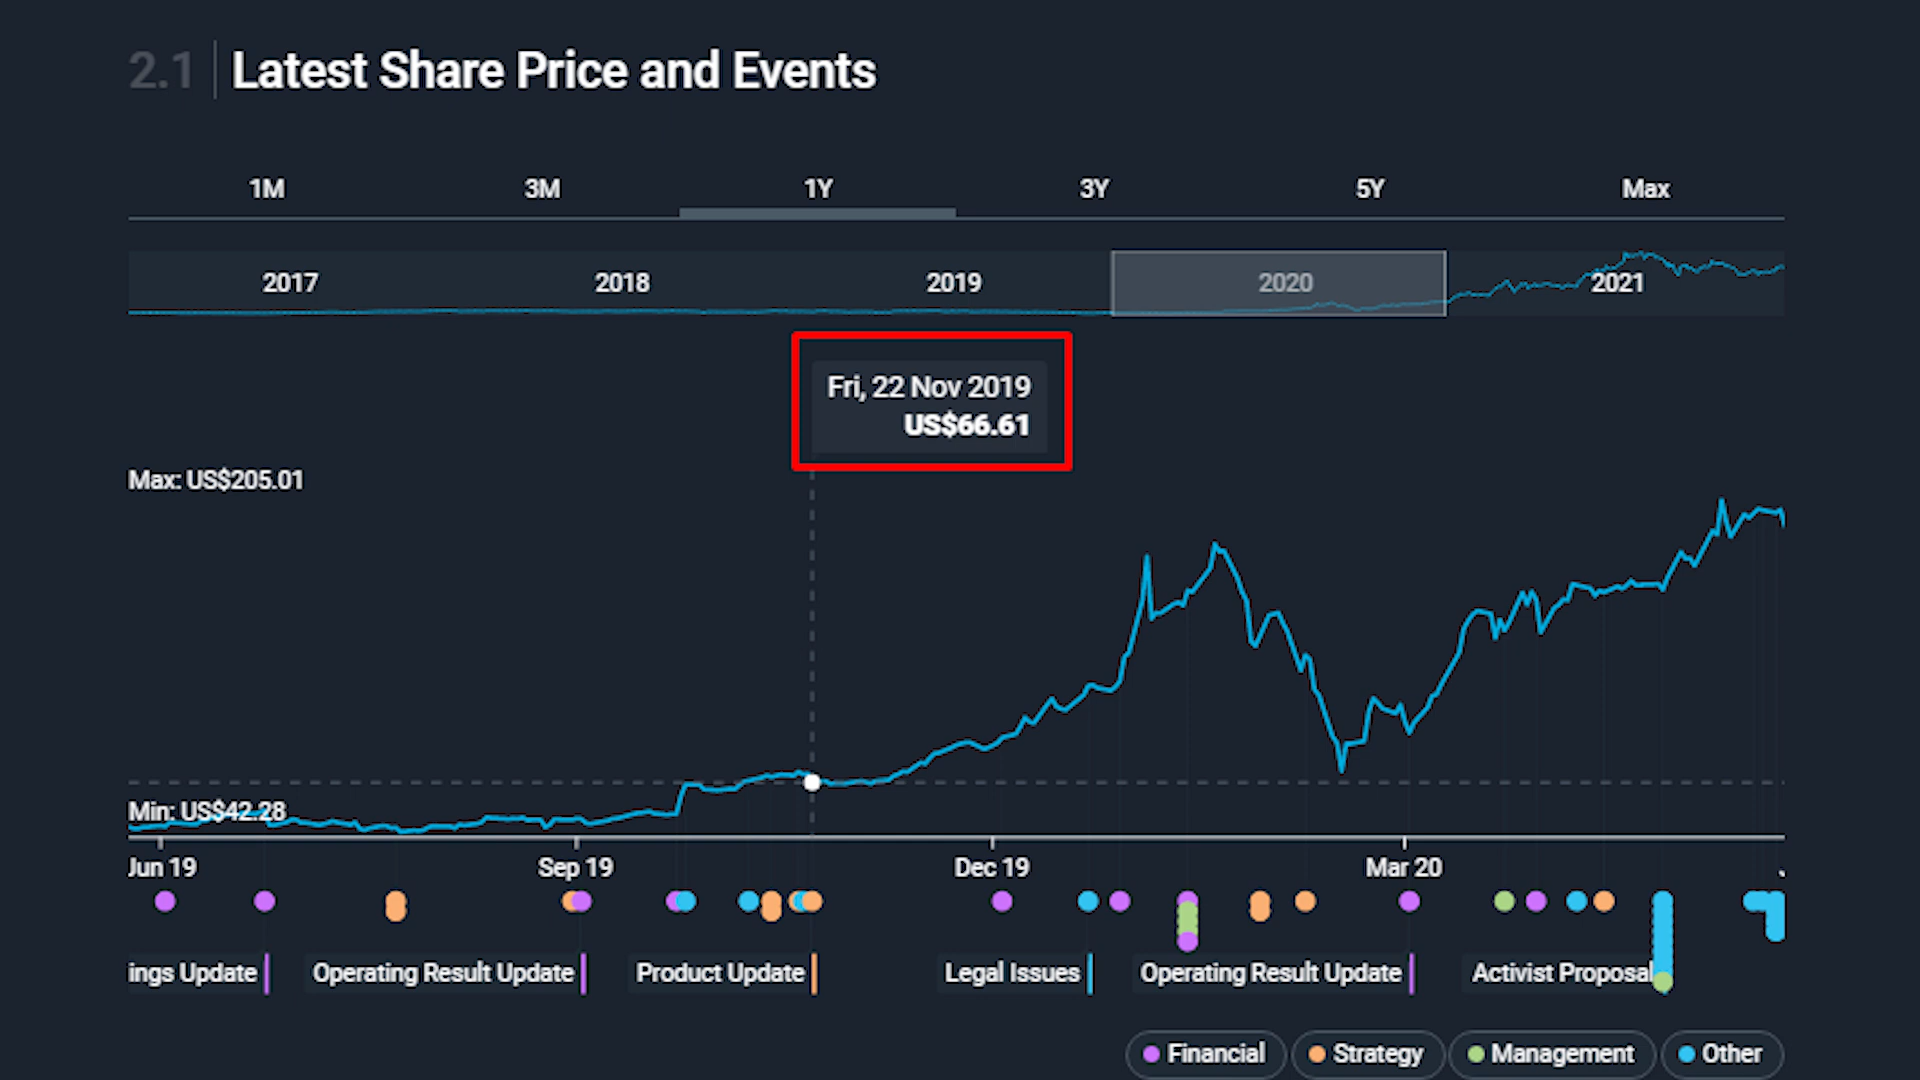 2.1 Latest Share Price and Events
1M 3M 1Y 3Y 5Y Max
2017 2018 2019 2020 2021
Fri, 22 Nov 2019
US$66.61
Max: US$205.01
Min: US$42.28
Jun 19 Sep 19 Dec 19 Mar 20
ings Update Operating Result Update Product Update Legal Issues Operating Result Update Activist Proposal
Financial Strategy Management Other